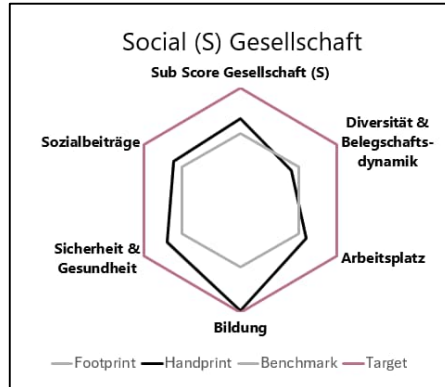 Social (S) Gesellschaft
Sub Score Gesellschaft (S)
Diversität &
Belegschafts-
dynamik
Sozialbeiträge
Sicherheit &
Gesundheit
Arbeitsplatz
Bildung
Footprint Handprint Benchmark Target